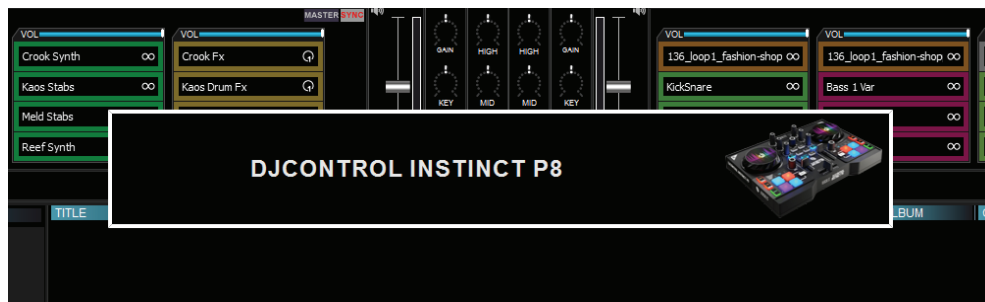 MASTER SYNC
VOL VOL VOL VOL
Crook Synth Crook Fx GAIN HIGH HIGH GAIN 136_loop1_fashion-shop 136_loop1_fashion-shop
Kaos Stabs Kaos Drum Fx KEY MID MID KEY KickSnare Bass 1 Var
Meld Stabs
Reef Synth
DJCONTROL INSTINCT P8
TITLE